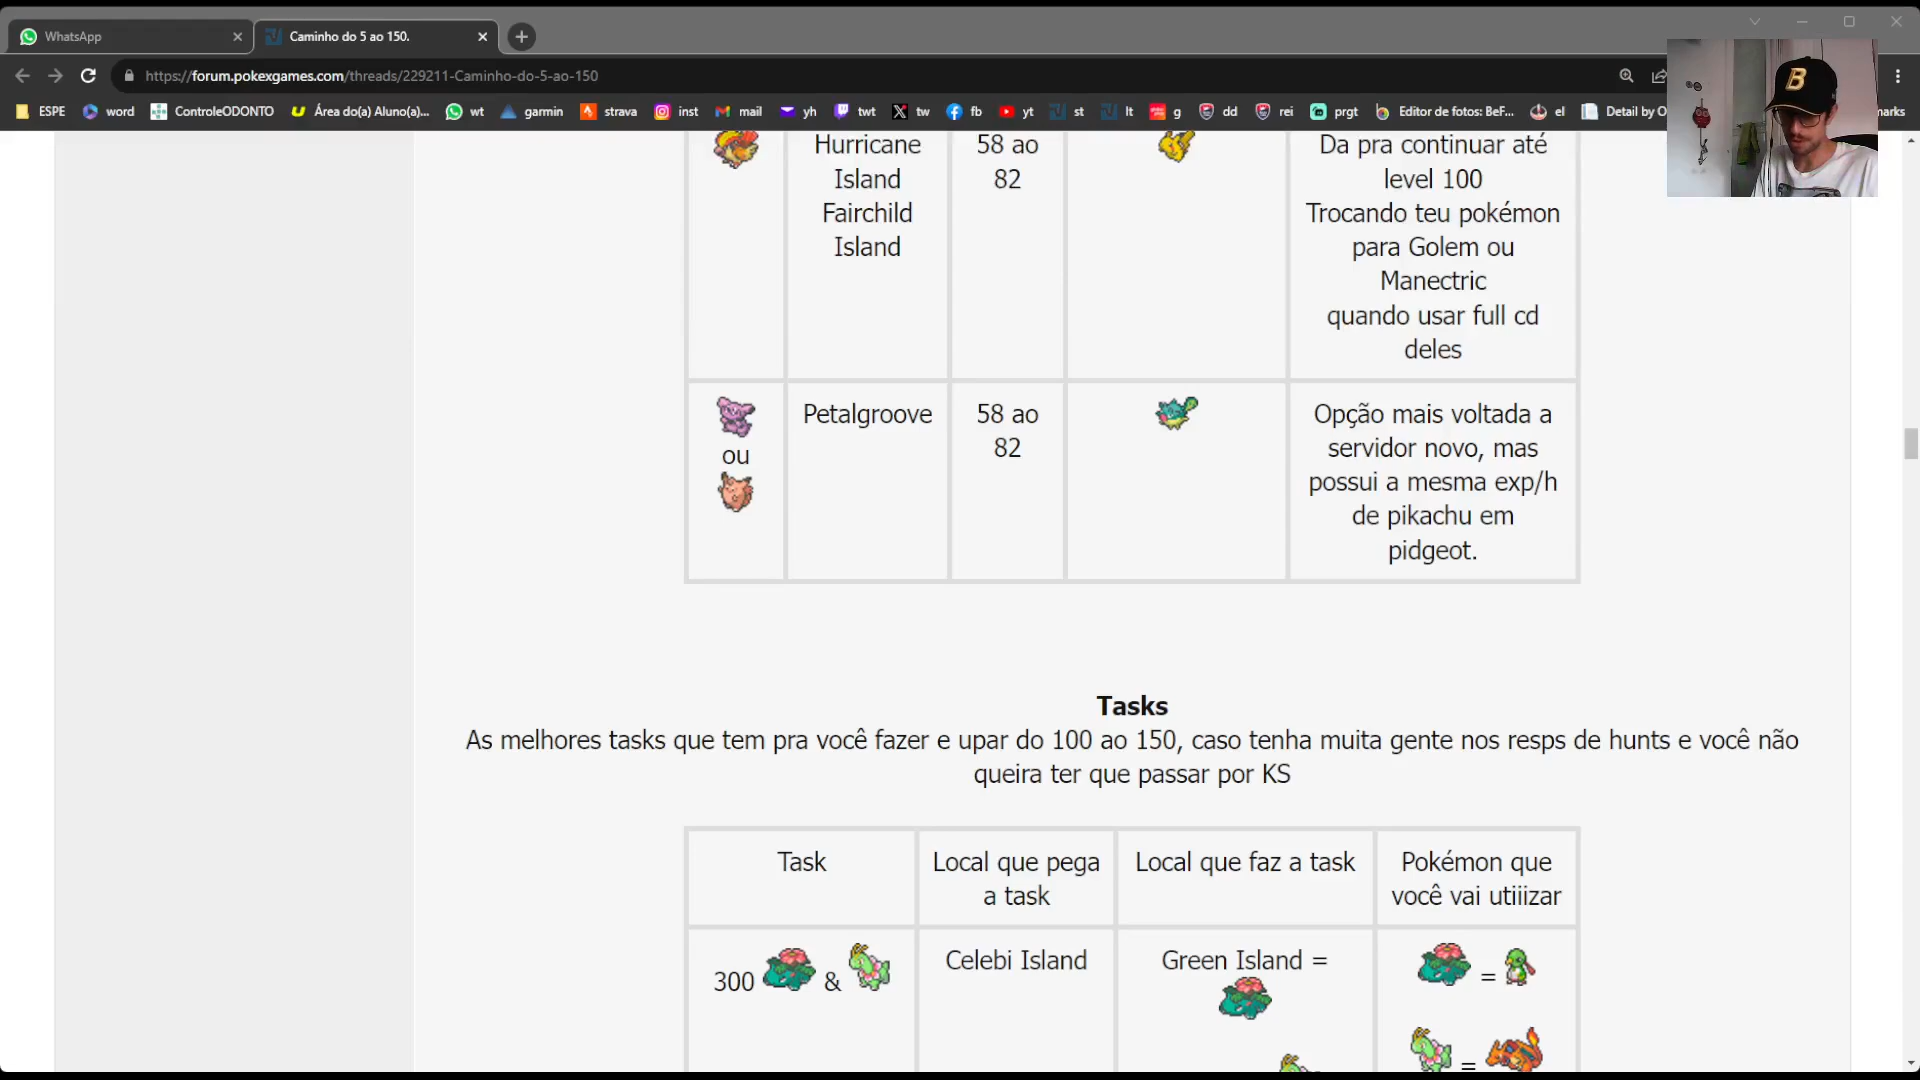 WhatsApp
Caminho do 5 ao 150.
https://forum.pokexgames.com/threads/229211-Caminho-do-5-ao-150
ESPE word ControleODONTO Área do(a) Aluno(a)... wt garmin strava inst mail yh twt tw fb yt st lt g dd rei prgt Editor de fotos: BeF... el Detail by O marks
B
Hurricane
Island
Fairchild
Island
58 ao
82
Da pra continuar até
level 100
Trocando teu pokémon
para Golem ou
Manectric
quando usar full cd
deles
ou
Petalgroove
58 ao
82
Opção mais voltada a
servidor novo, mas
possui a mesma exp/h
de pikachu em
pidgeot.
Tasks
As melhores tasks que tem pra você fazer e upar do 100 ao 150, caso tenha muita gente nos resps de hunts e você não
queira ter que passar por KS
Task
Local que pega
a task
Local que faz a task
Pokémon que
você vai utiiizar
300 &
Celebi Island
Green Island =
=
=